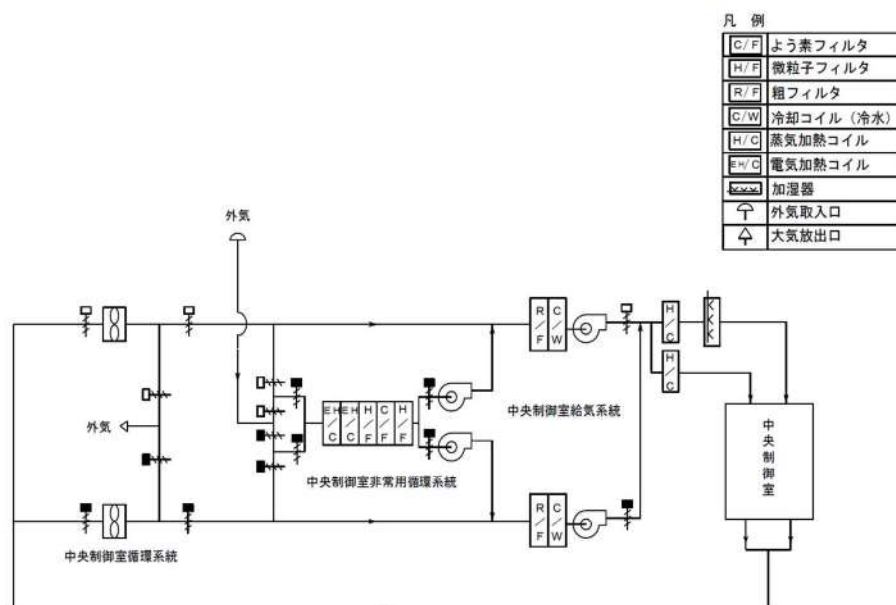 凡 例
C/F よう素フィルタ
H/F 微粒子フィルタ
R/F 粗フィルタ
C/W 冷却コイル（冷水）
H/C 蒸気加熱コイル
EH/C 電気加熱コイル
加湿器
外気取入口
大気放出口
外気
R/F C/W
H/C
H/C
外気
EH/C EH/C H/F C/F H/F
中央制御室給気系統
中央制御室
中央制御室非常用循環系統
R/F C/W
中央制御室循環系統